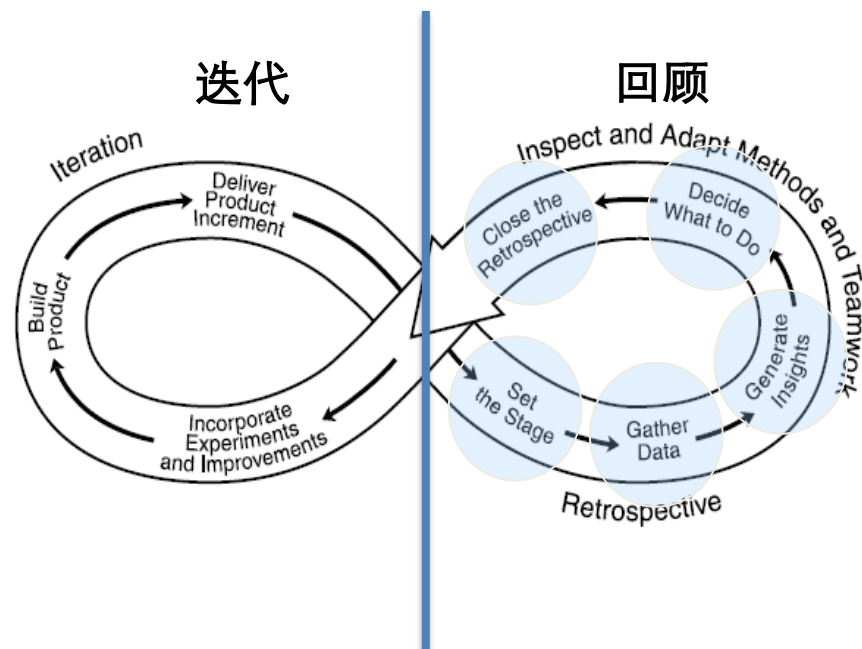 迭代
回顾
Iteration
Deliver
Product
Increment
Build
Product
Incorporate
Experiments
and Improvements
Inspect and Adapt Methods and Teamwork
Close the
Retrospective
Decide
What to Do
Generate
Insights
Set
the Stage
Gather
Data
Retrospective